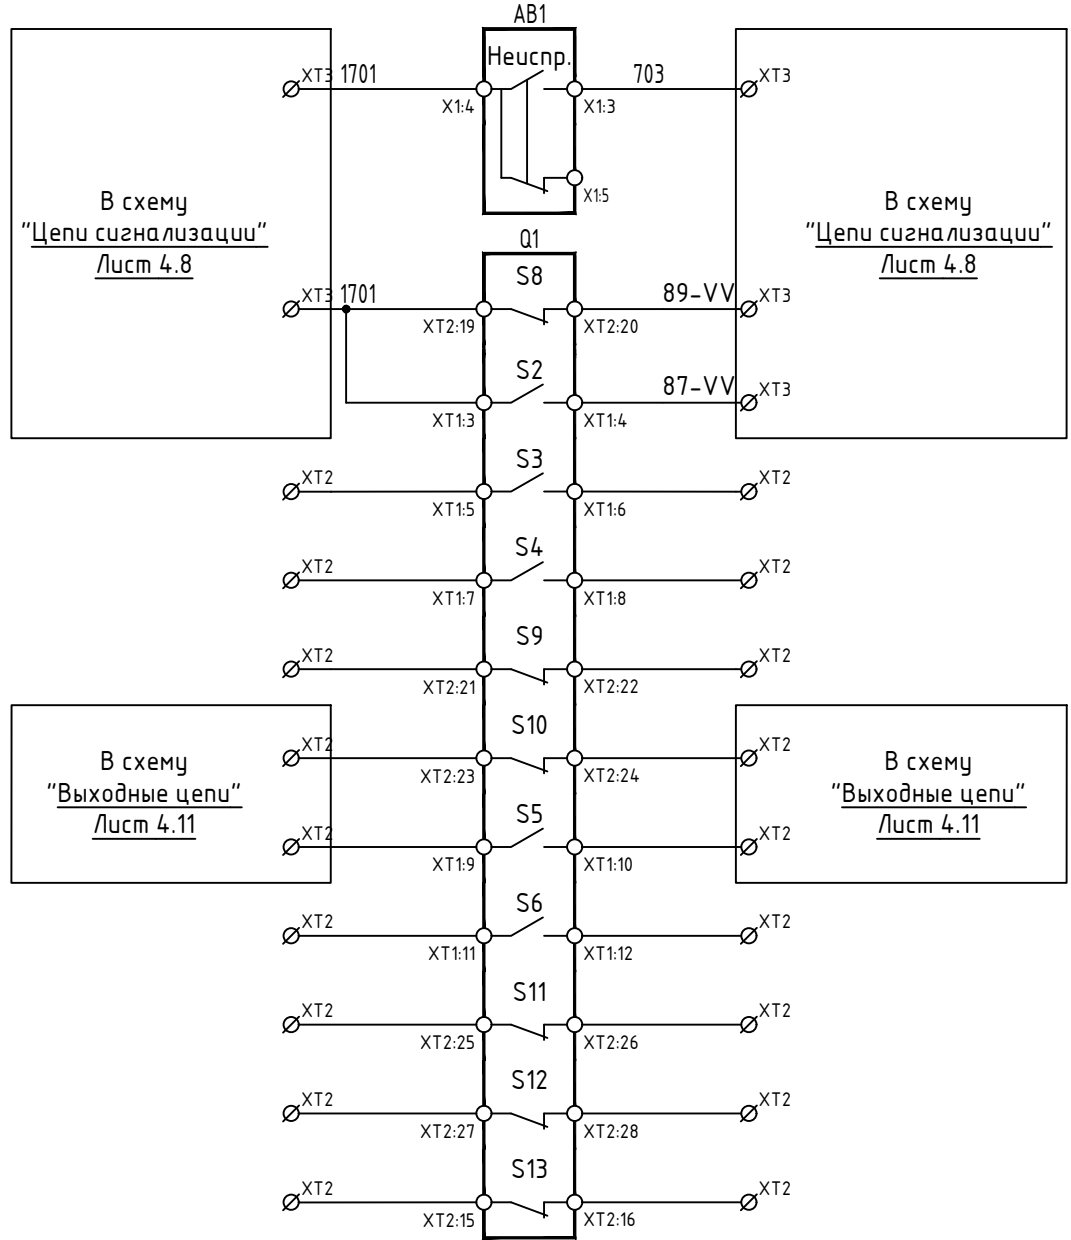 AB1
Неиспр.
XT3 1701
703
XT3
X1:4
X1:3
X1:5
В схему
"Цепи сигнализации"
Лист 4.8
В схему
"Цепи сигнализации"
Лист 4.8
Q1
S8
XT3 1701
89-VV
XT3
XT2:19
XT2:20
S2
87-VV
XT3
XT1:3
XT1:4
S3
XT2
XT2
XT1:5
XT1:6
S4
XT2
XT2
XT1:7
XT1:8
S9
XT2
XT2
XT2:21
XT2:22
S10
XT2
XT2
XT2:23
XT2:24
В схему
"Выходные цепи"
Лист 4.11
В схему
"Выходные цепи"
Лист 4.11
S5
XT2
XT2
XT1:9
XT1:10
S6
XT2
XT2
XT1:11
XT1:12
S11
XT2
XT2
XT2:25
XT2:26
S12
XT2
XT2
XT2:27
XT2:28
S13
XT2
XT2
XT2:15
XT2:16